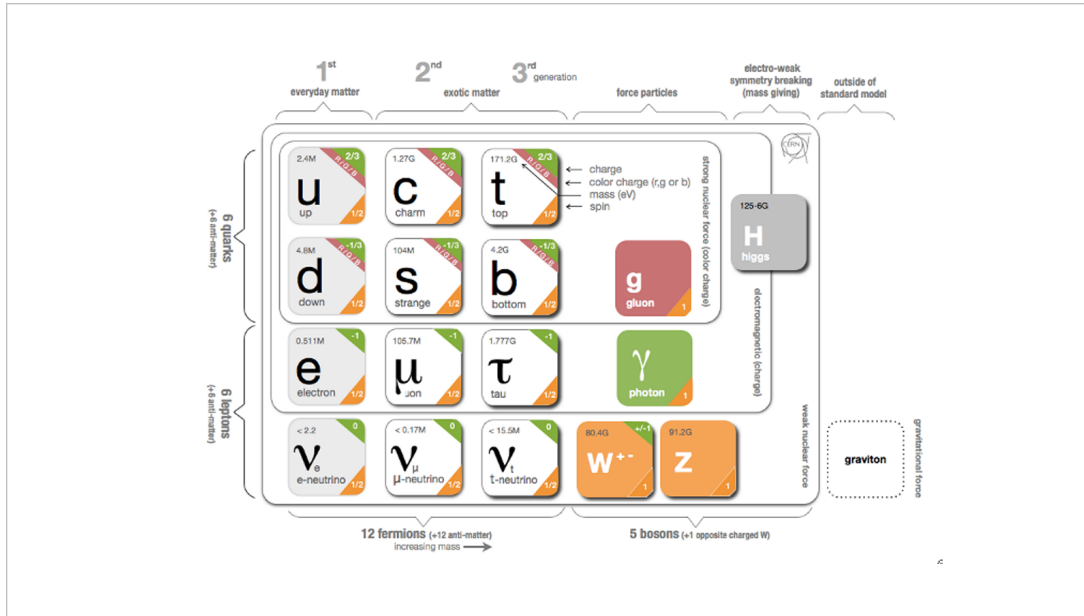 1st
2nd
3rd generation
everyday matter
exotic matter
force particles
electro-weak
symmetry breaking
(mass giving)
outside of
standard model
CERN
6 quarks
(+6 anti-matter)
2.4M
2/3
R/G/B
u
up
1/2
1.27G
2/3
R/G/B
c
charm
1/2
171.2G
2/3
R/G/B
t
top
1/2
charge
color charge (r,g or b)
mass (eV)
spin
strong nuclear force (color charge)
125-6G
H
higgs
4.8M
-1/3
R/G/B
d
down
1/2
104M
-1/3
R/G/B
s
strange
1/2
4.2G
-1/3
R/G/B
b
bottom
1/2
g
gluon
1
electromagnetic (charge)
6 leptons
(+6 anti-matter)
0.511M
-1
e
electron
1/2
105.7M
-1
μ
1/2
1.777G
-1
τ
tau
1/2
γ
photon
1
weak nuclear force
< 2.2
0
νe
e-neutrino
1/2
< 0.17M
0
νμ
μ-neutrino
1/2
< 15.5M
0
νt
t-neutrino
1/2
80.4G
+/-1
W+-
1
91.2G
Z
1
graviton
gravitational force
12 fermions (+12 anti-matter)
increasing mass
5 bosons (+1 opposite charged W)